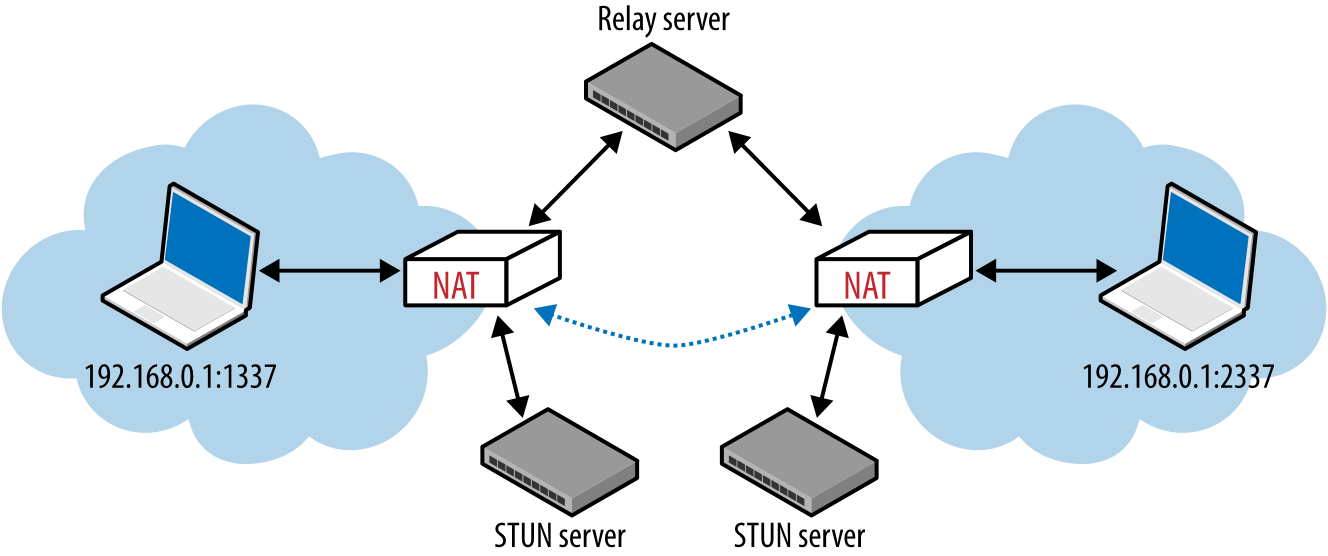 Relay server
NAT
NAT
192.168.0.1:1337
192.168.0.1:2337
STUN server
STUN server